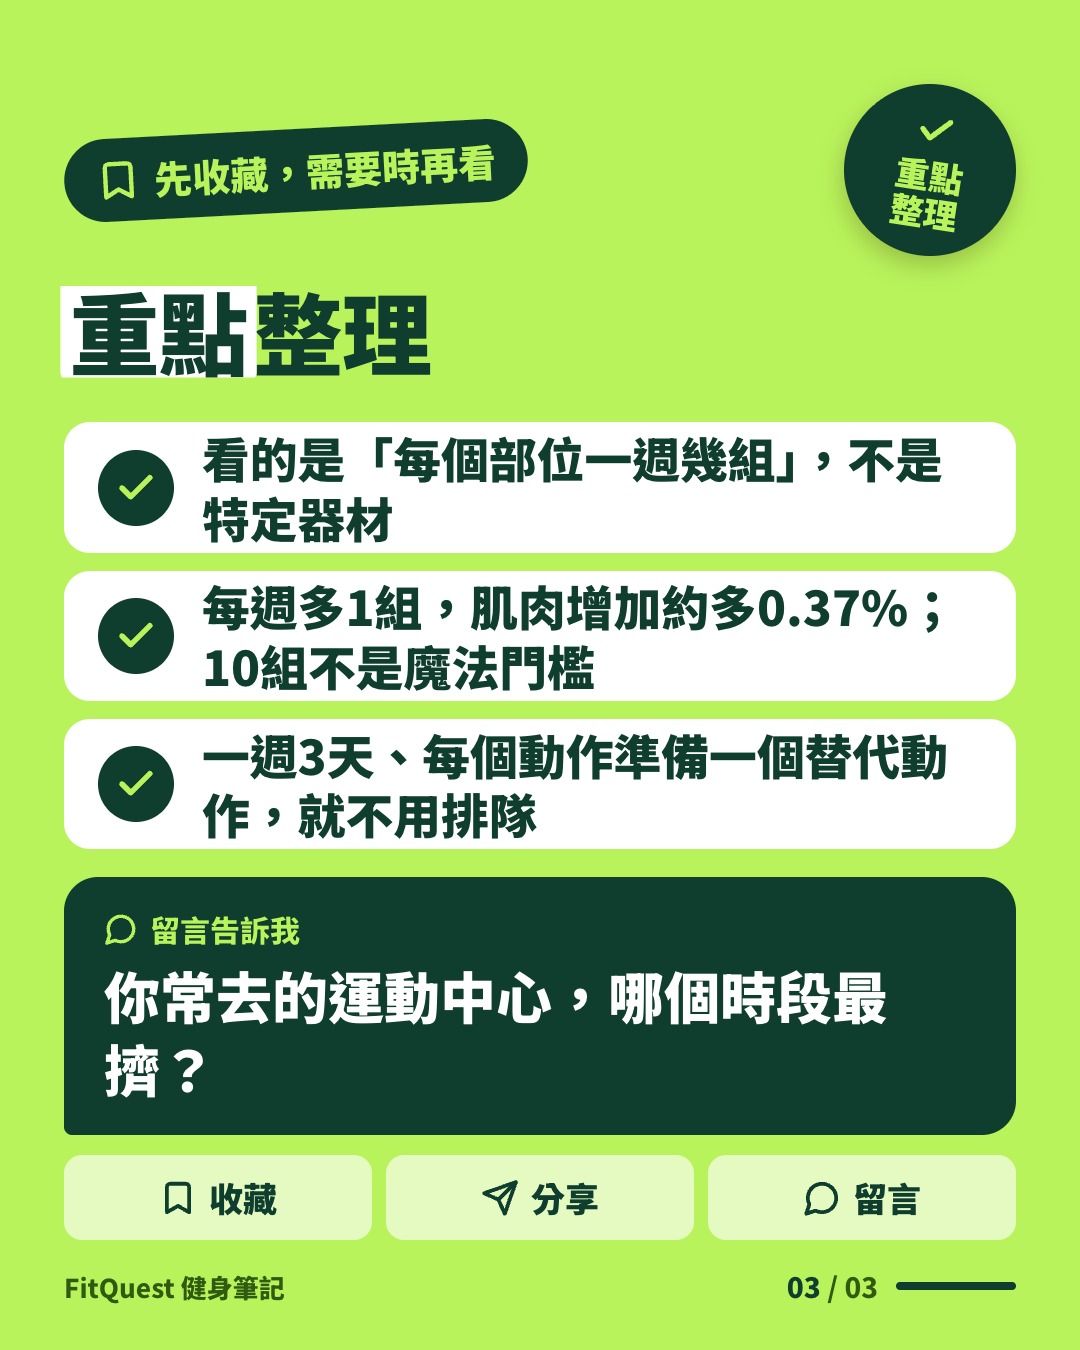 先收藏，需要時再看
重點
整理
重點整理
看的是「每個部位一週幾組」，不是
特定器材
每週多1組，肌肉增加約多0.37%；
10組不是魔法門檻
一週3天、每個動作準備一個替代動
作，就不用排隊
留言告訴我
你常去的運動中心，哪個時段最
擠？
收藏
分享
留言
FitQuest 健身筆記
03 / 03